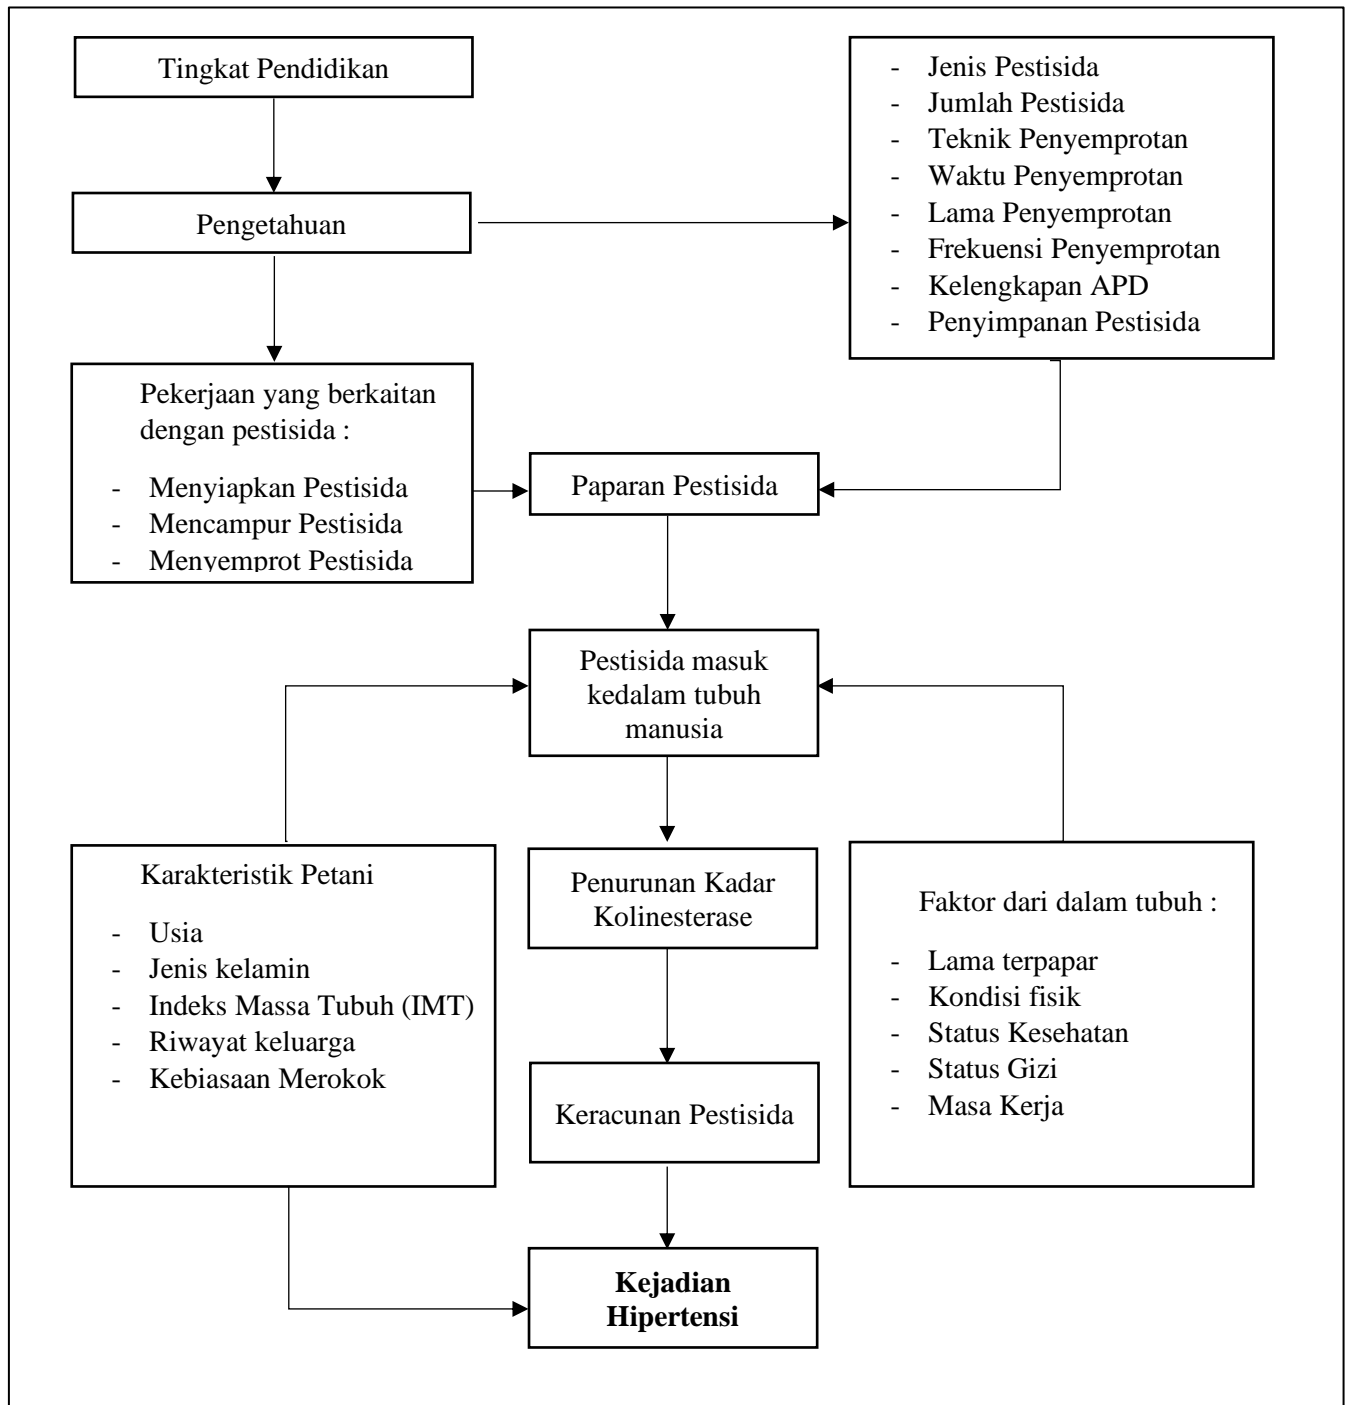 Tingkat Pendidikan
- Jenis Pestisida
- Jumlah Pestisida
- Teknik Penyemprotan
- Waktu Penyemprotan
- Lama Penyemprotan
- Frekuensi Penyemprotan
- Kelengkapan APD
- Penyimpanan Pestisida
Pengetahuan
Pekerjaan yang berkaitan
dengan pestisida :
- Menyiapkan Pestisida
- Mencampur Pestisida
- Menyemprot Pestisida
Paparan Pestisida
Pestisida masuk
kedalam tubuh
manusia
Karakteristik Petani
- Usia
- Jenis kelamin
- Indeks Massa Tubuh (IMT)
- Riwayat keluarga
- Kebiasaan Merokok
Penurunan Kadar
Kolinesterase
Faktor dari dalam tubuh :
- Lama terpapar
- Kondisi fisik
- Status Kesehatan
- Status Gizi
- Masa Kerja
Keracunan Pestisida
Kejadian
Hipertensi